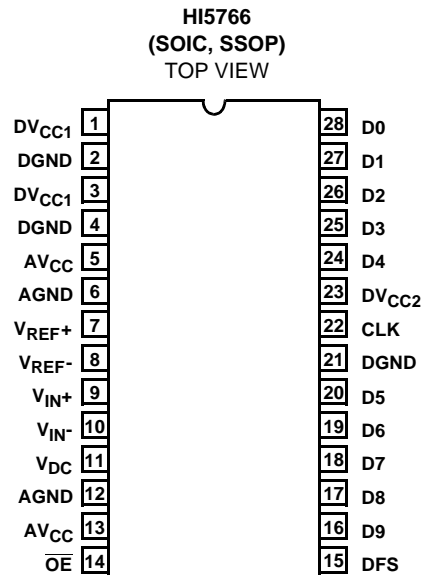 HI5766
(SOIC, SSOP)
TOP VIEW
DVCC1 1 28 D0
DGND 2 27 D1
DVCC1 3 26 D2
DGND 4 25 D3
AVCC 5 24 D4
AGND 6 23 DVCC2
VREF+ 7 22 CLK
VREF- 8 21 DGND
VIN+ 9 20 D5
VIN- 10 19 D6
VDC 11 18 D7
AGND 12 17 D8
AVCC 13 16 D9
O̅E̅ 14 15 DFS